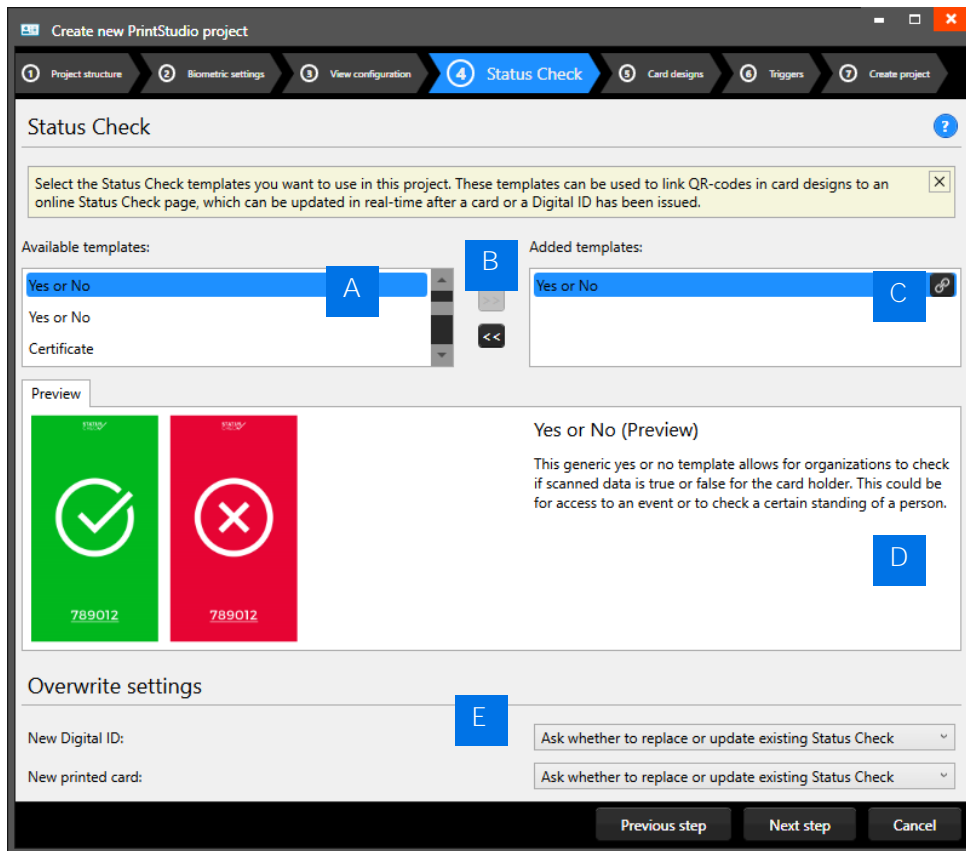 Create new PrintStudio project
1 Project structure 2 Biometric settings 3 View configuration 4 Status Check 5 Card designs 6 Triggers 7 Create project
Status Check
?
Select the Status Check templates you want to use in this project. These templates can be used to link QR-codes in card designs to an
online Status Check page, which can be updated in real-time after a card or a Digital ID has been issued.
Available templates:
B
Added templates:
Yes or No
A
Yes or No
C
>>
Yes or No
Certificate
<<
Preview
STATUS
CHECK
STATUS
CHECK
789012
789012
Yes or No (Preview)
This generic yes or no template allows for organizations to check
if scanned data is true or false for the card holder. This could be
for access to an event or to check a certain standing of a person.
D
Overwrite settings
E
New Digital ID:
Ask whether to replace or update existing Status Check
New printed card:
Ask whether to replace or update existing Status Check
Previous step Next step Cancel